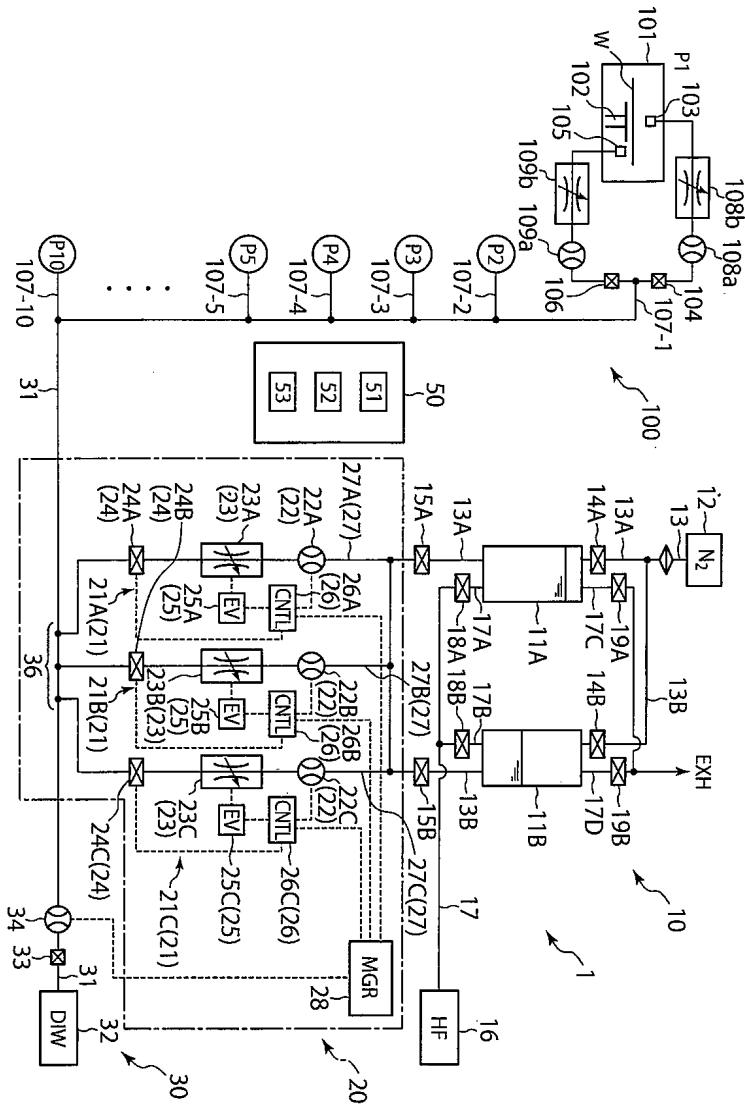 12
N₂
13
EXH
13A
13B
10
14A
19A
14B
19B
17C
17D
11A
11B
1
13A
17A
17B
13B
18A
18B
15A
15B
17
16
HF
P1
101
W
103
102
105
108b
108a
104
107-1
109b
109a
106
100
P2
107-2
P3
107-3
P4
107-4
P5
107-5
P10
107-10
50
51
52
53
27A(27)
27B(27)
27C(27)
22A
(22)
22B
(22)
22C
(22)
26A
(26)
26B
(26)
26C(26)
CNTL
CNTL
CNTL
MGR
28
20
23A
(23)
23B(23)
23C
(23)
EV
EV
EV
25A
(25)
25B
(25)
25C(25)
24A
(24)
24B
(24)
24C(24)
21A(21)
21B(21)
21C(21)
31
36
34
33
31
DIW
32
30